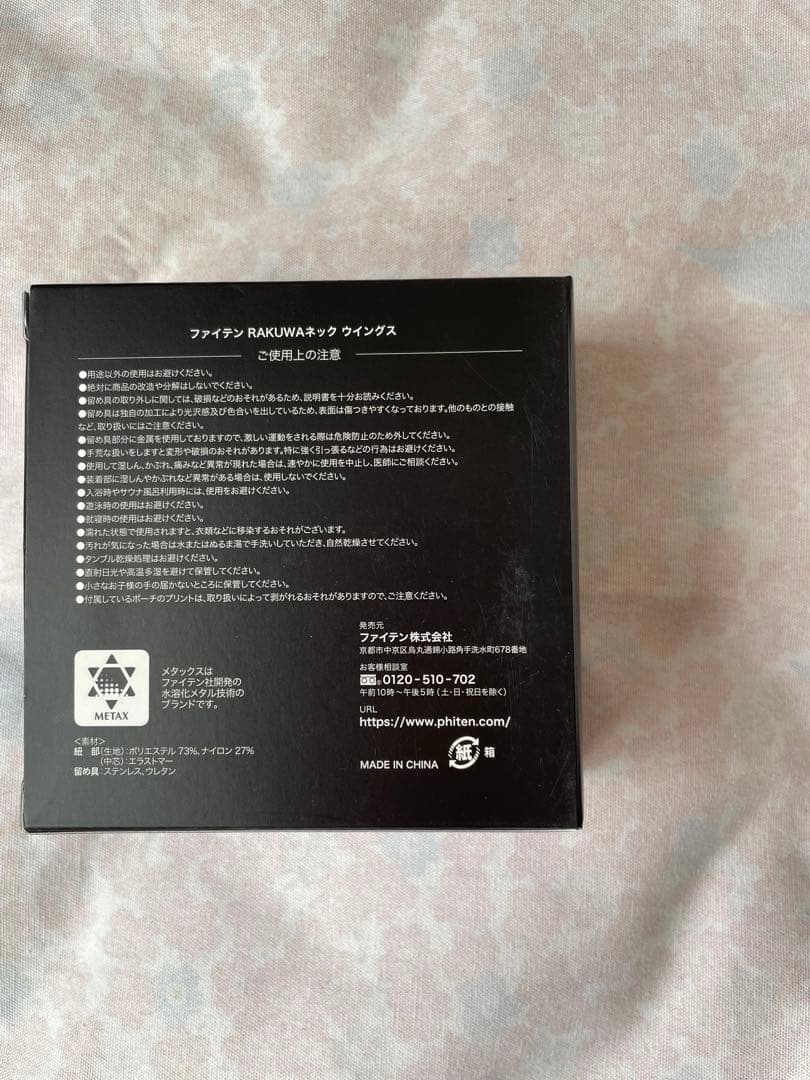 ファイテン RAKUWAネック ウイングス
ご使用上の注意
●用途以外の使用はお避けください。
●絶対に商品の改造や分解はしないでください。
●留め具の取り外しに関しては、破損などのおそれがあるため、説明書を十分お読みください。
●留め具は独自の加工により光沢感及び色合いを出しているため、表面は傷つきやすくなっております。他のものとの接触
など、取り扱いにはご注意ください。
●留め具部分に金属を使用しておりますので、激しい運動をされる際は危険防止のため外してください。
●手荒な扱いをしますと変形や破損のおそれがあります。特に強く引っ張るなどの行為はお避けください。
●使用して湿しん、かぶれ、痛みなど異常が現れた場合は、速やかに使用を中止し、医師にご相談ください。
●装着部に湿しんやかぶれなど異常がある場合は、使用しないでください。
●入浴時やサウナ風呂利用時には、使用をお避けください。
●遊泳時の使用はお避けください。
●就寝時の使用はお避けください。
●濡れた状態で使用されますと、衣類などに移染するおそれがございます。
●汚れが気になった場合は水またはぬるま湯で手洗いしていただき、自然乾燥させてください。
●タンブル乾燥処理はお避けください。
●直射日光や高温多湿を避けて保管してください。
●小さなお子様の手の届かないところに保管してください。
●付属しているポーチのプリントは、取り扱いによって剥がれるおそれがありますので、ご注意ください。
発売元
ファイテン株式会社
京都市中京区烏丸通錦小路角手洗水町678番地
お客様相談室
0120-510-702
午前10時～午後5時(土・日・祝日を除く)
URL
https://www.phiten.com/
MADE IN CHINA
紙 箱
METAX
メタックスは
ファイテン社開発の
水溶化メタル技術の
ブランドです。
<素材>
紐 部(生地):ポリエステル 73%、ナイロン 27%
(中芯):エラストマー
留め具:ステンレス、ウレタン